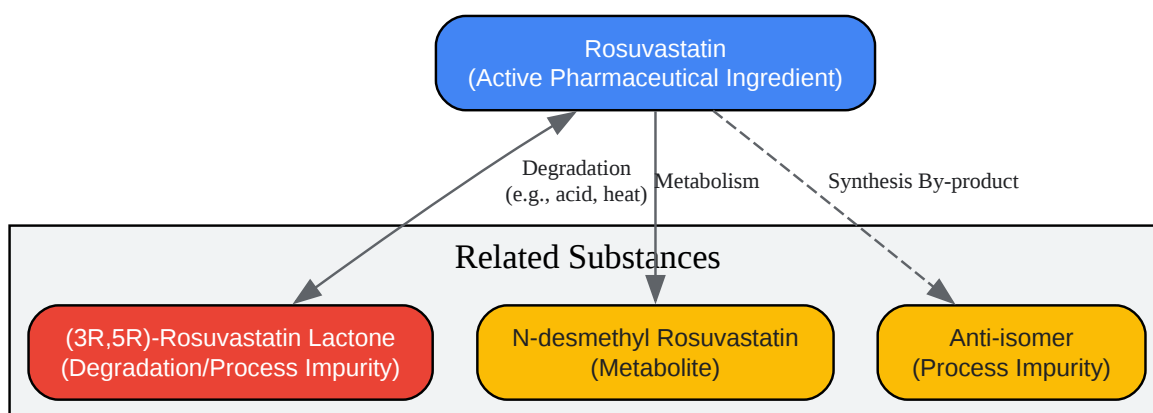 Rosuvastatin
(Active Pharmaceutical Ingredient)
Degradation
(e.g., acid, heat)
Metabolism
Synthesis By-product
Related Substances
(3R,5R)-Rosuvastatin Lactone
(Degradation/Process Impurity)
N-desmethyl Rosuvastatin
(Metabolite)
Anti-isomer
(Process Impurity)